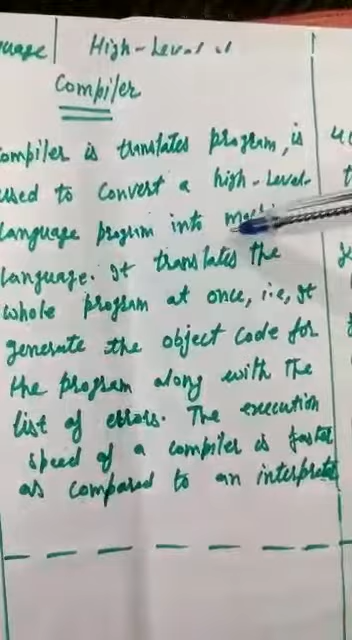 uage | High-Level
Compiler
ompiler is translates program, is
used to convert a high-Level-
language program into
language. It translates the
whole program at once, i.e, It
generate the object code for
the program along with the
list of errors. The execution
speed of a compiler is faster
as compared to an interpreter